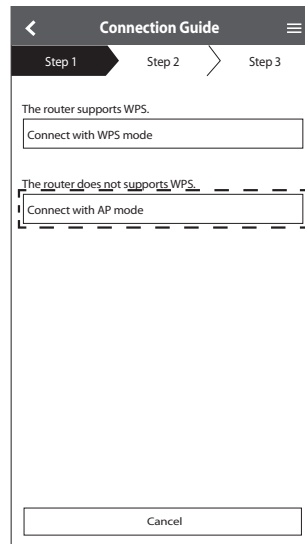 Connection Guide
Step 1 Step 2 Step 3
The router supports WPS.
Connect with WPS mode
The router does not supports WPS.
Connect with AP mode
Cancel